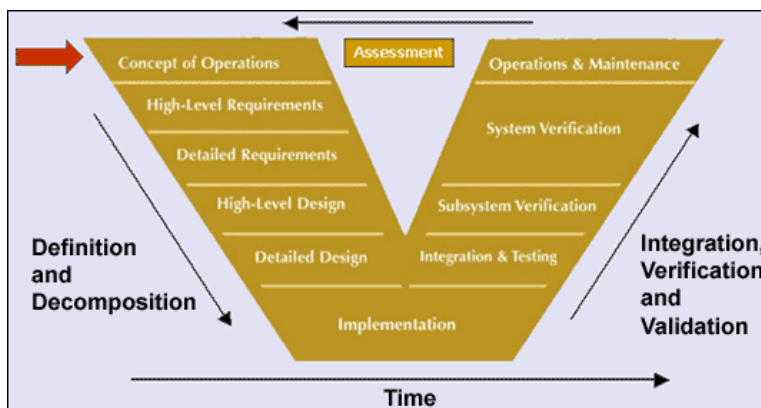 Assessment
Concept of Operations
High-Level Requirements
Detailed Requirements
High-Level Design
Detailed Design
Implementation
Operations & Maintenance
System Verification
Subsystem Verification
Integration & Testing
Definition
and
Decomposition
Integration,
Verification
and
Validation
Time